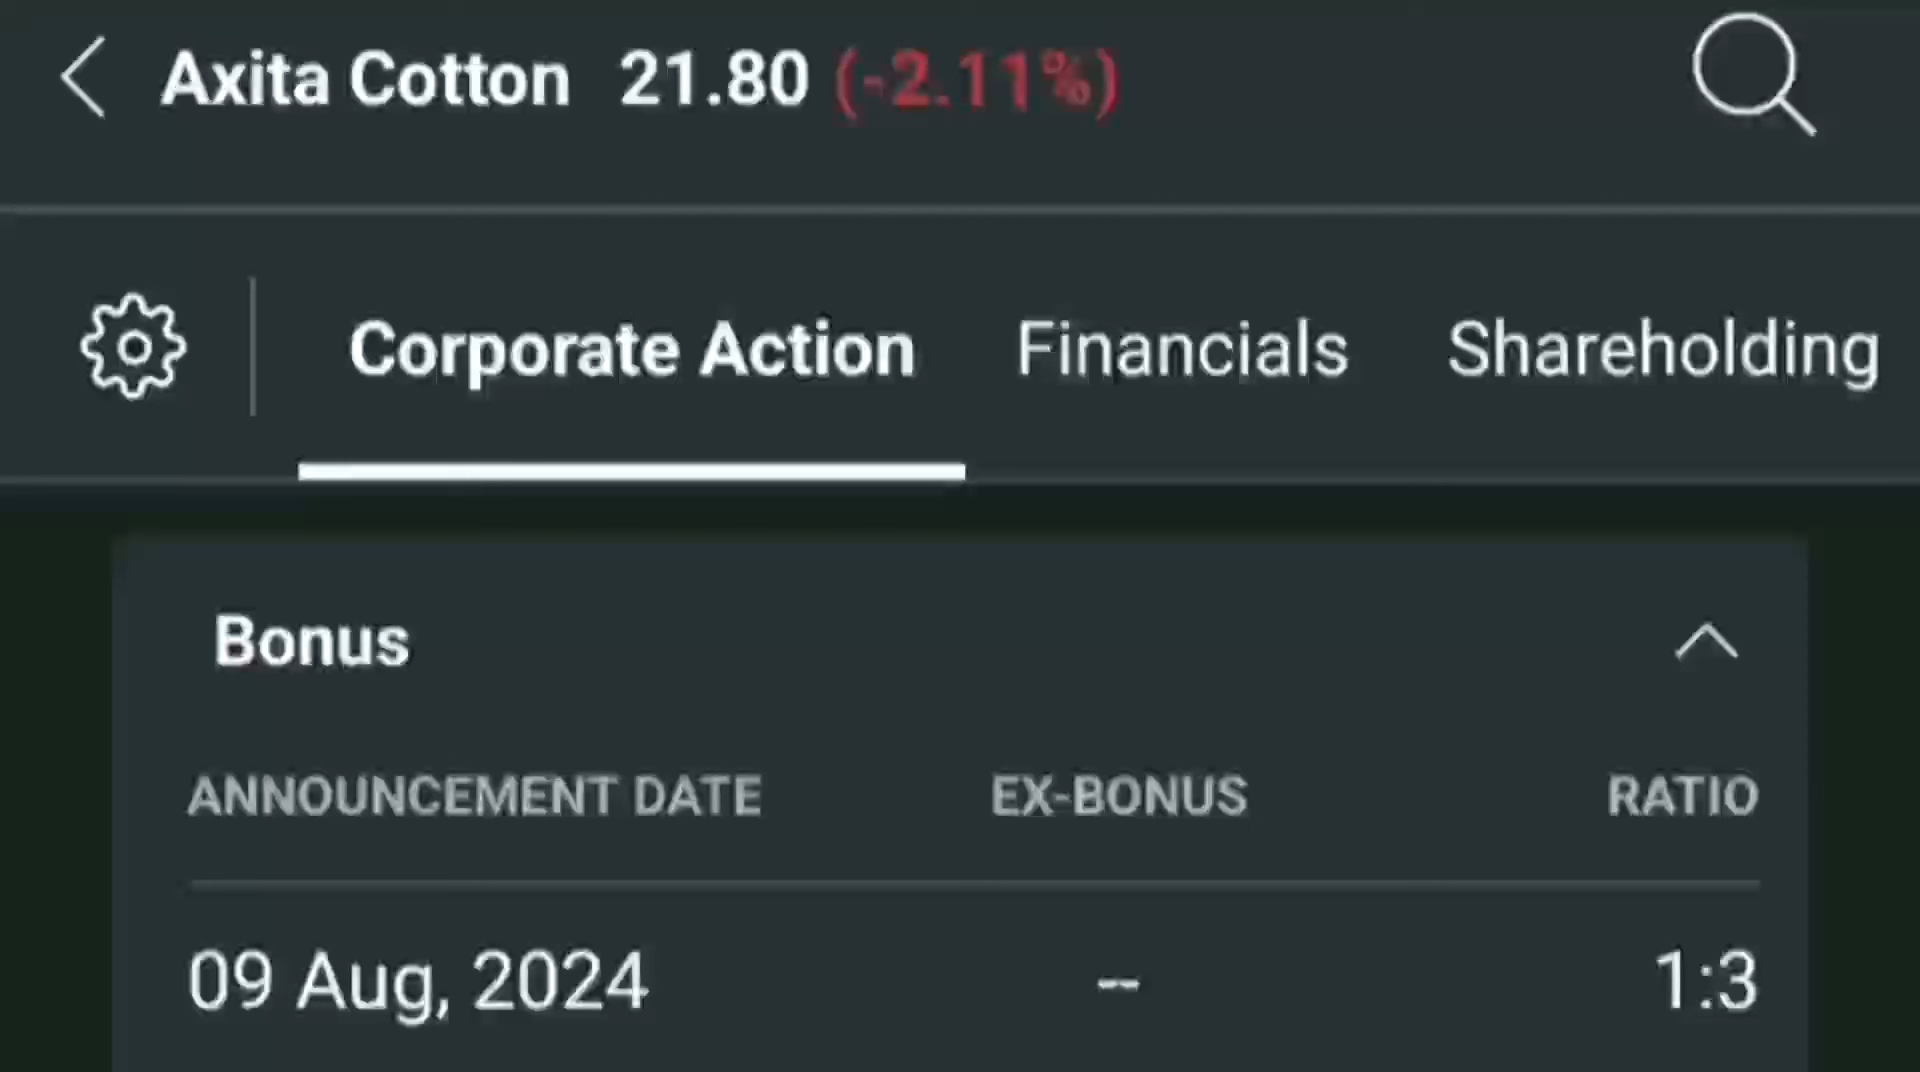 Axita Cotton 21.80 (-2.11%)
Corporate Action Financials Shareholding
Bonus
ANNOUNCEMENT DATE EX-BONUS RATIO
09 Aug, 2024 -- 1:3